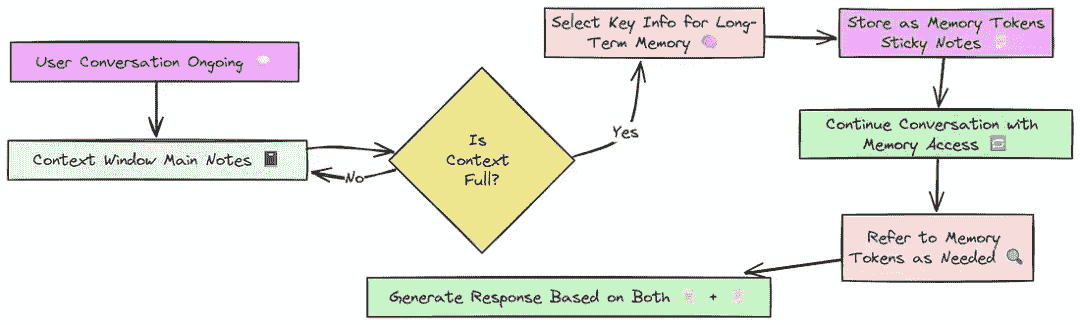 User Conversation Ongoing
Context Window Main Notes
Is
Context
Full?
No
Yes
Select Key Info for Long-
Term Memory
Store as Memory Tokens
Sticky Notes
Continue Conversation with
Memory Access
Refer to Memory
Tokens as Needed
Generate Response Based on Both +